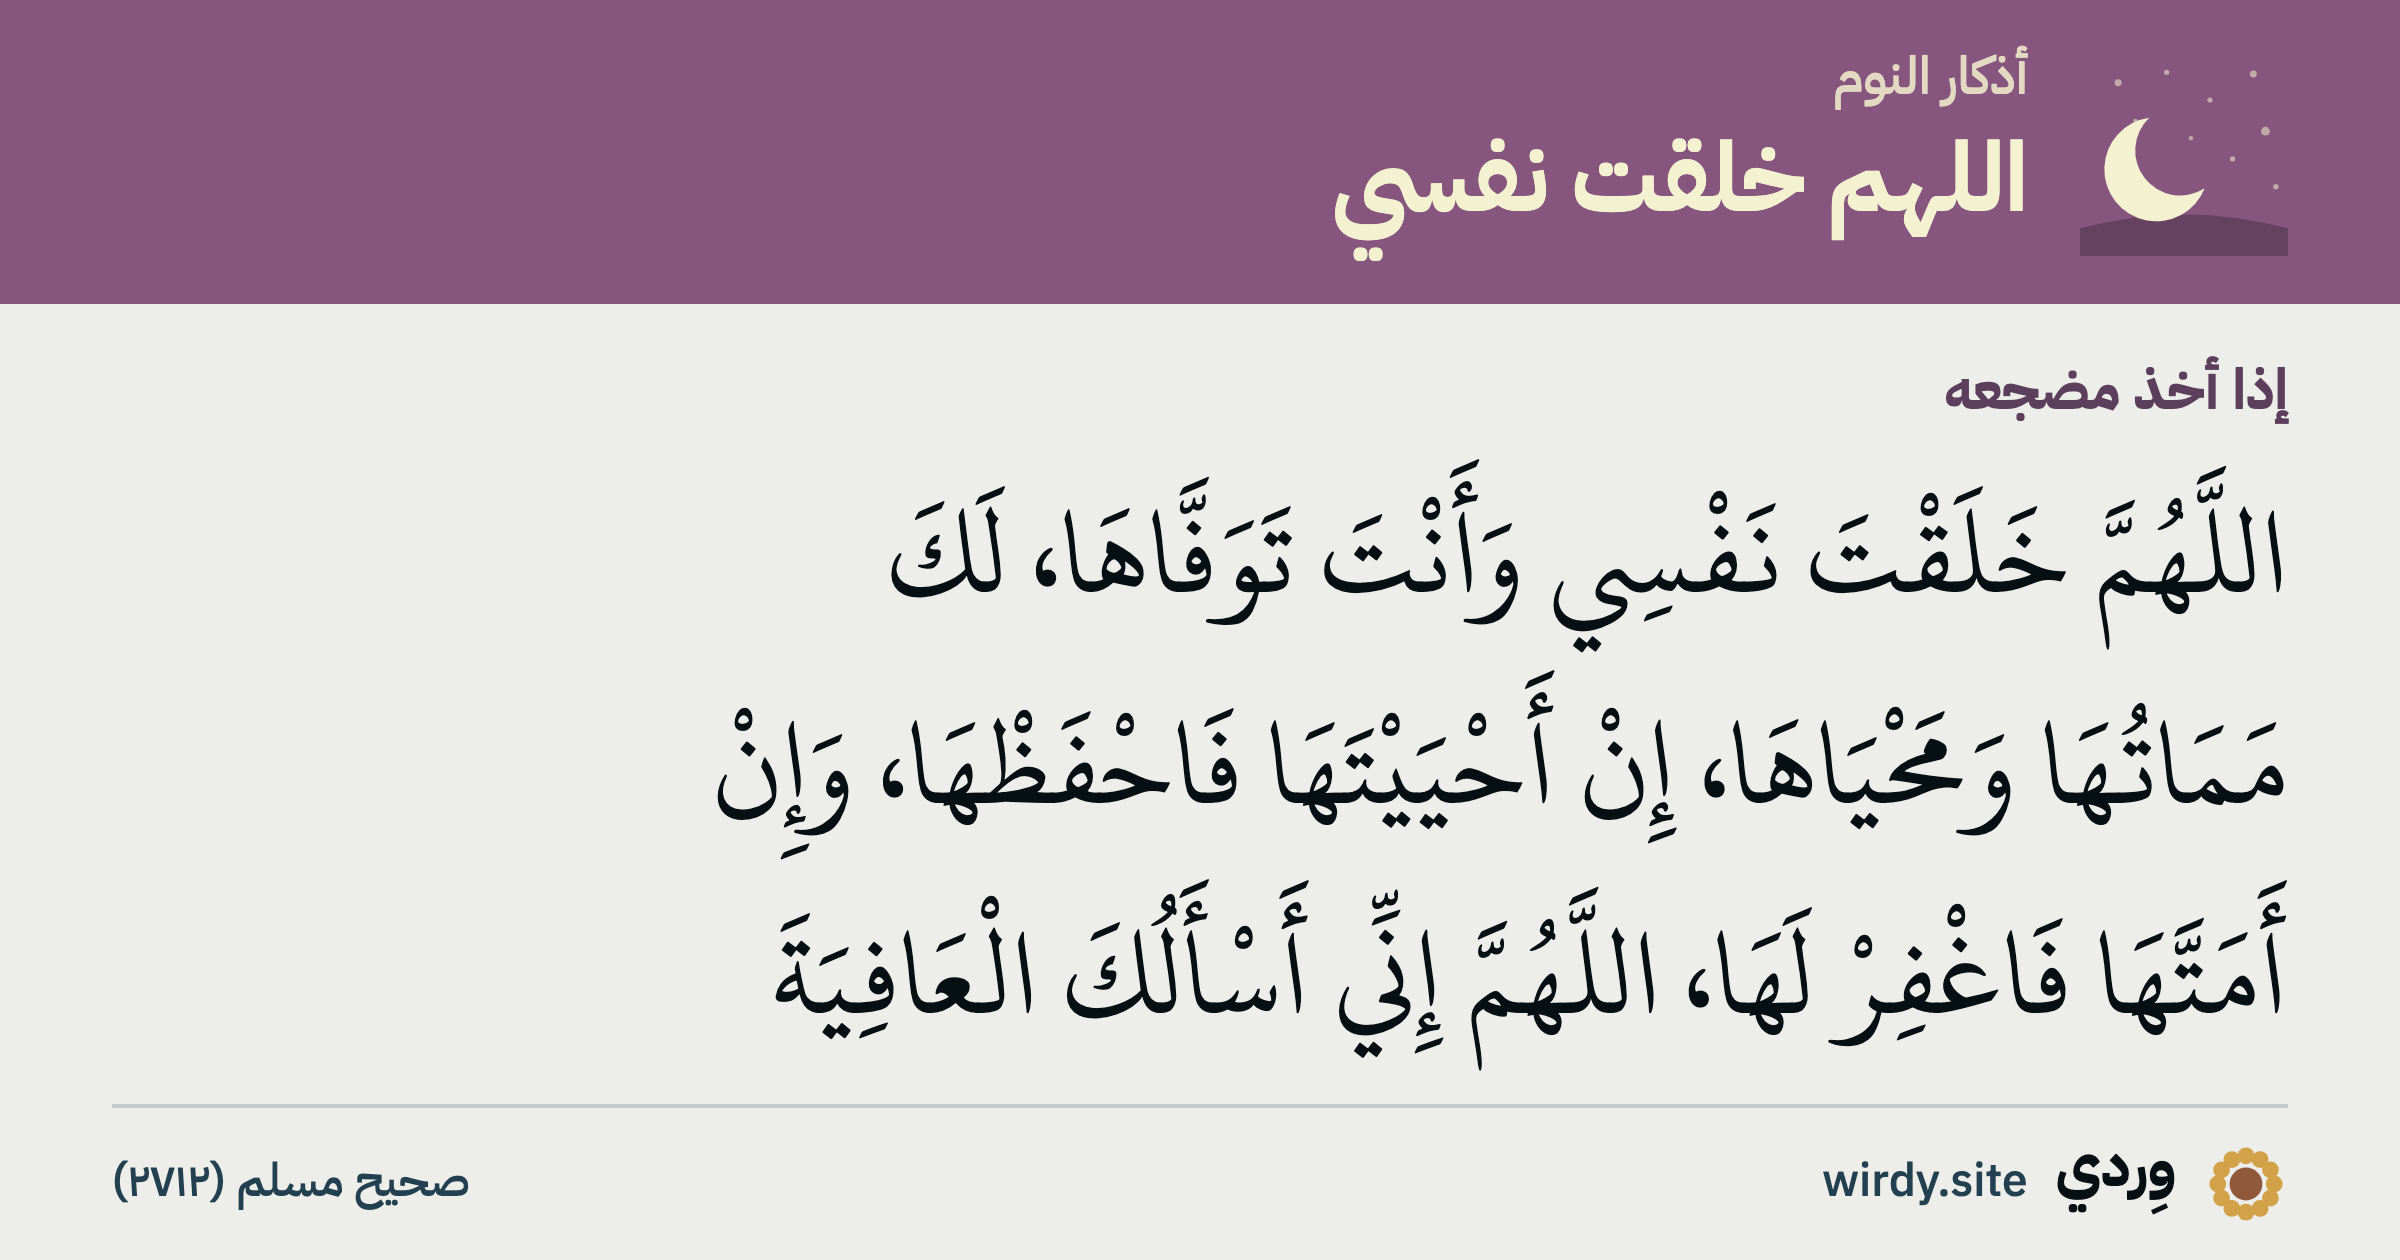 أذكار النوم
اللهم خلقت نفسي
إذا أخذ مضجعه
اللَّهُمَّ خَلَقْتَ نَفْسِي وَأَنْتَ تَوَفَّاهَا، لَكَ
مَمَاتُهَا وَمَحْيَاهَا، إِنْ أَحْيَيْتَهَا فَاحْفَظْهَا، وَإِنْ
أَمَتَّهَا فَاغْفِرْ لَهَا، اللَّهُمَّ إِنِّي أَسْأَلُكَ الْعَافِيَةَ
وِردي wirdy.site
صحيح مسلم (٢٧١٢)